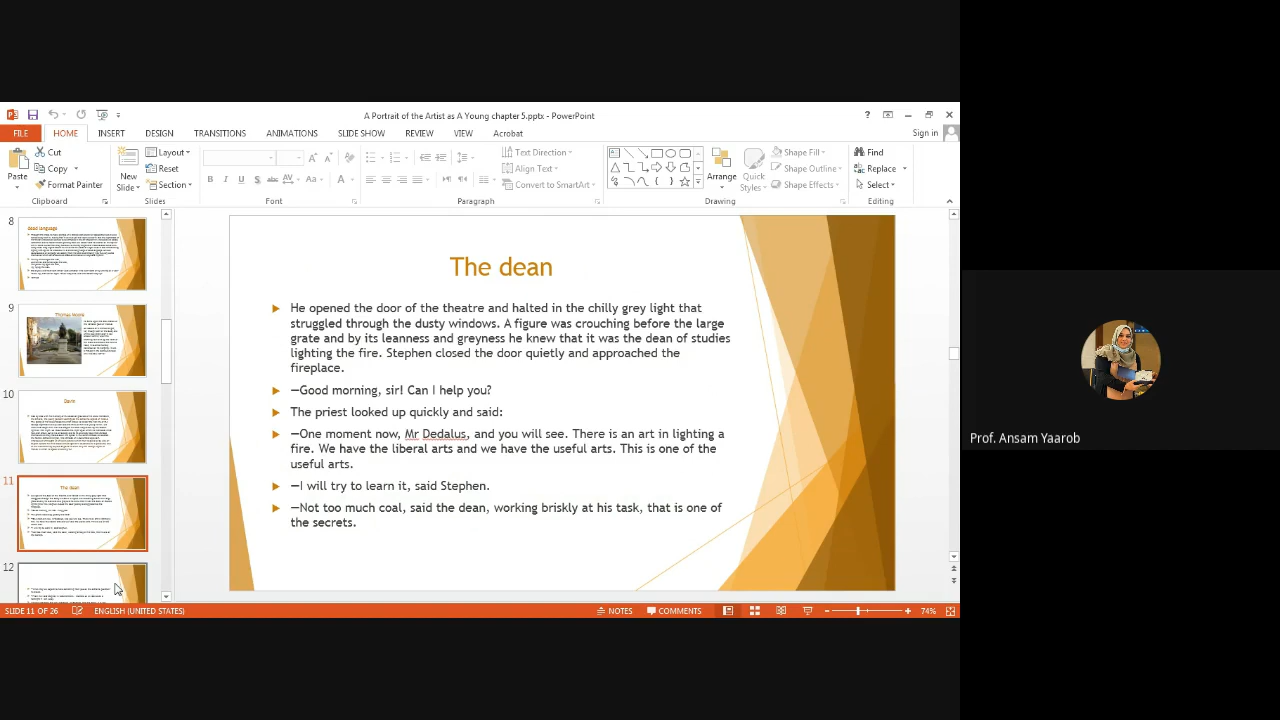 A Portrait of the Artist as A Young chapter 5.pptx - PowerPoint
FILE HOME INSERT DESIGN TRANSITIONS ANIMATIONS SLIDE SHOW REVIEW VIEW Acrobat Sign in
Paste
Cut
Copy
Format Painter
Clipboard
New
Slide
Layout
Reset
Section
Slides
Font
Paragraph
Text Direction
Align Text
Convert to SmartArt
Arrange
Quick
Styles
Shape Fill
Shape Outline
Shape Effects
Drawing
Find
Replace
Select
Editing
8
dead language
9
10
11
The dean
12
The dean
He opened the door of the theatre and halted in the chilly grey light that
struggled through the dusty windows. A figure was crouching before the large
grate and by its leanness and greyness he knew that it was the dean of studies
lighting the fire. Stephen closed the door quietly and approached the
fireplace.
—Good morning, sir! Can I help you?
The priest looked up quickly and said:
—One moment now, Mr Dedalus, and you will see. There is an art in lighting a
fire. We have the liberal arts and we have the useful arts. This is one of the
useful arts.
—I will try to learn it, said Stephen.
—Not too much coal, said the dean, working briskly at his task, that is one of
the secrets.
Prof. Ansam Yaarob
SLIDE 11 OF 26 ENGLISH (UNITED STATES) NOTES COMMENTS 74%